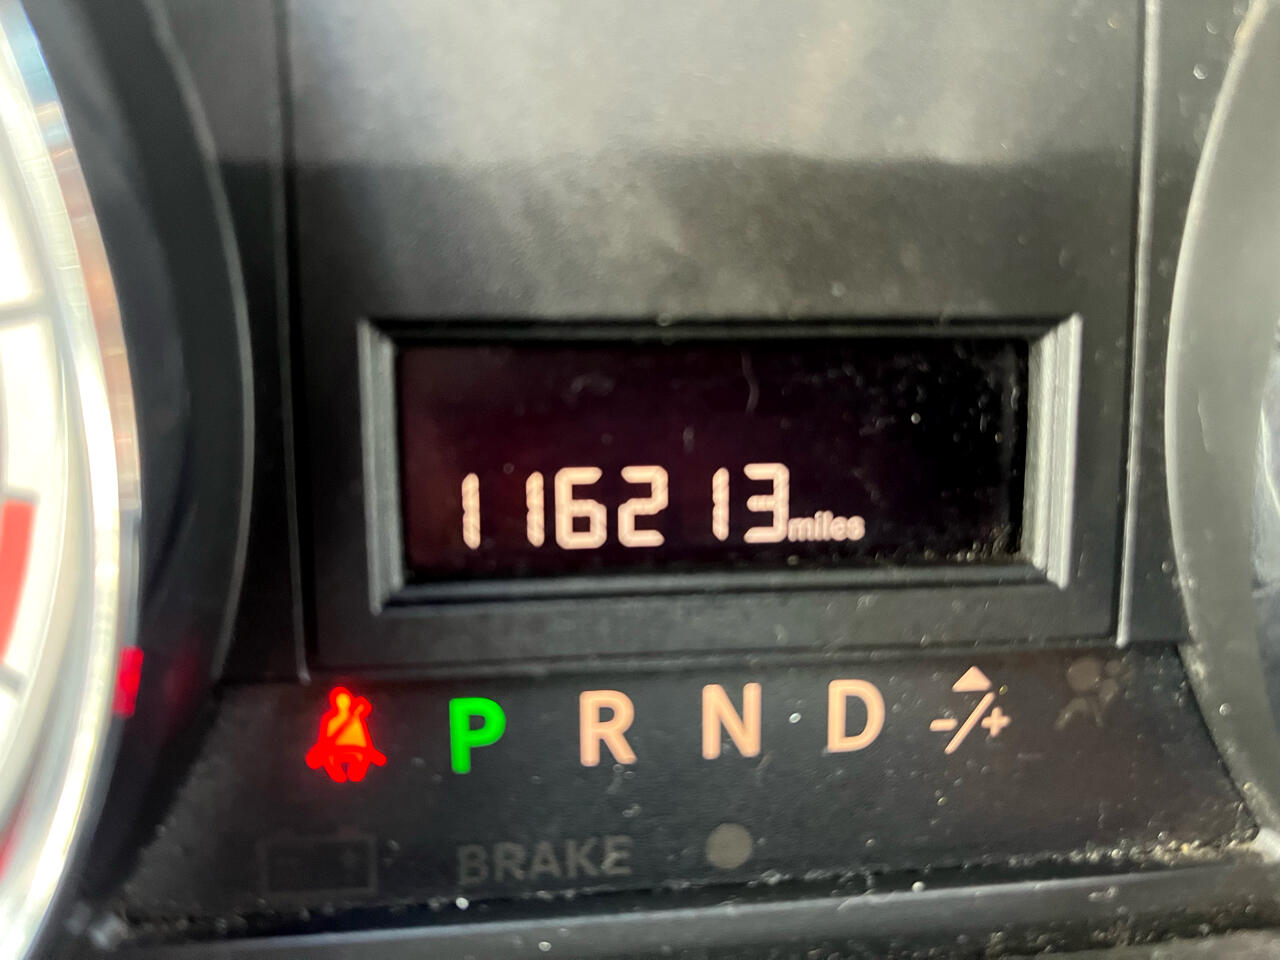 116213miles
P R N D -/+
BRAKE